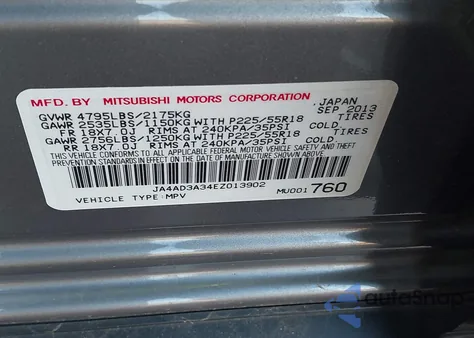 MFD. BY MITSUBISHI MOTORS CORPORATION JAPAN
GVWR 4795LBS/2175KG SEP 2013
GAWR 2535LBS/1150KG WITH P225/55R18 TIRES
FR 18X7.0J RIMS AT 240KPA/35PSI COLD
GAWR 2756LBS/1250KG WITH P225/55R18 TIRES
RR 18X7.0J RIMS AT 240KPA/35PSI COLD
THIS VEHICLE CONFORMS TO ALL APPLICABLE FEDERAL MOTOR VEHICLE SAFETY AND THEFT
PREVENTION STANDARDS IN EFFECT ON THE DATE OF MANUFACTURE SHOWN ABOVE.
JA4AD3A34EZ013902 MU001 760
VEHICLE TYPE:MPV
autoSnap